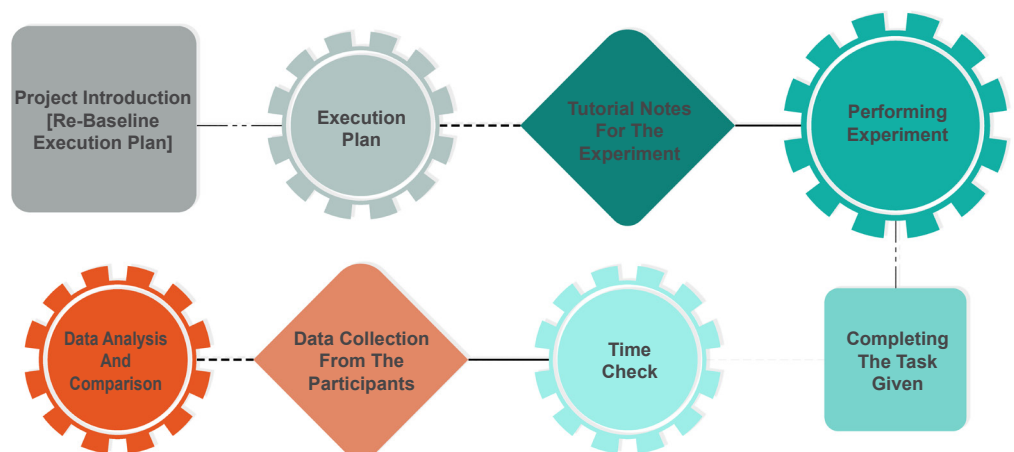 Project Introduction
[Re-Baseline
Execution Plan]
Execution
Plan
Tutorial Notes
For The
Experiment
Performing
Experiment
Completing
The Task
Given
Time
Check
Data Collection
From The
Participants
Data Analysis
And
Comparison